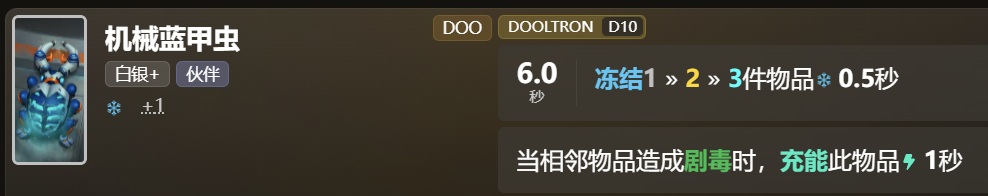 机械蓝甲虫
白银+
伙伴
+1
DOO
DOOLTRON D10
6.0
秒
冻结1 » 2 » 3件物品 0.5秒
当相邻物品造成剧毒时，充能此物品 1秒